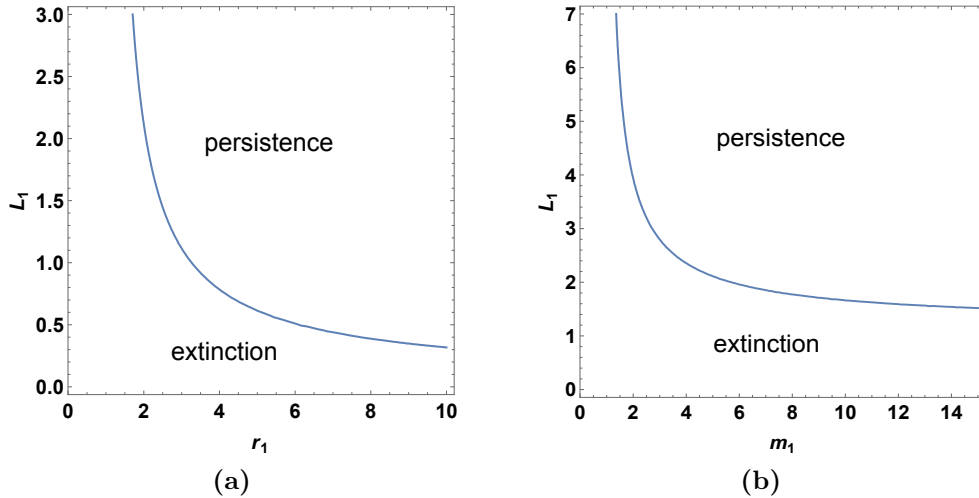 3.0
2.5
2.0
1.5
1.0
0.5
0.0
L₁
persistence
extinction
0 2 4 6 8 10
r₁
(a)
7
6
5
4
3
2
1
0
L₁
persistence
extinction
0 2 4 6 8 10 12 14
m₁
(b)